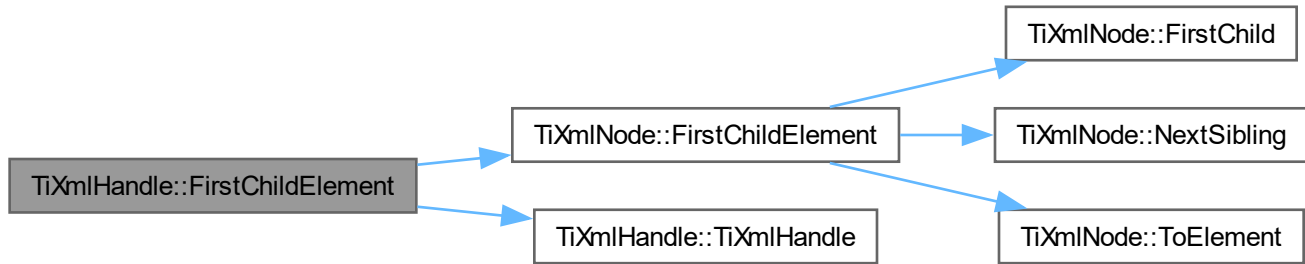 TiXmlHandle::FirstChildElement
TiXmlNode::FirstChildElement
TiXmlHandle::TiXmlHandle
TiXmlNode::FirstChild
TiXmlNode::NextSibling
TiXmlNode::ToElement